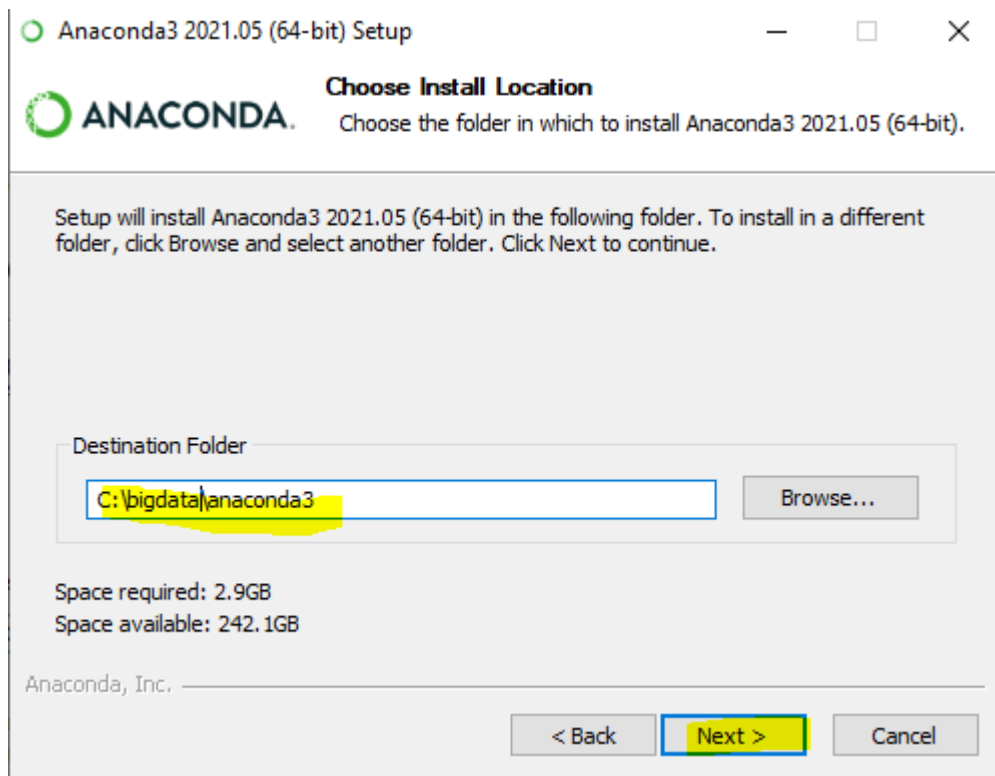 Anaconda3 2021.05 (64-bit) Setup
ANACONDA.
Choose Install Location
Choose the folder in which to install Anaconda3 2021.05 (64-bit).
Setup will install Anaconda3 2021.05 (64-bit) in the following folder. To install in a different
folder, click Browse and select another folder. Click Next to continue.
Destination Folder
C:\bigdata\anaconda3
Browse...
Space required: 2.9GB
Space available: 242.1GB
Anaconda, Inc.
< Back
Next >
Cancel